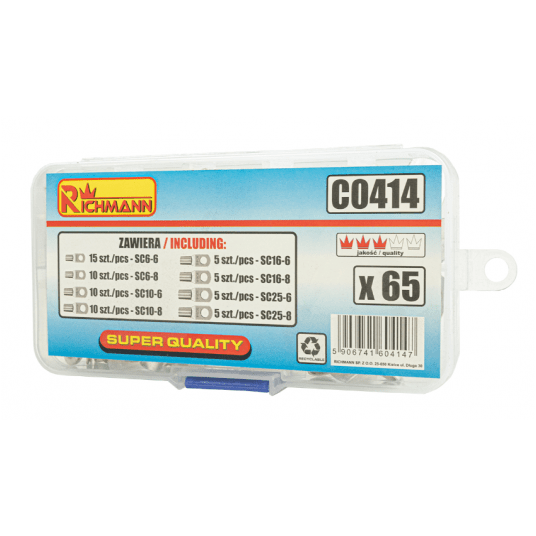 RICHMANN
C0414
ZAWIERA / INCLUDING:
15 szt./pcs - SC6-6
10 szt./pcs - SC6-8
10 szt./pcs - SC10-6
10 szt./pcs - SC10-8
5 szt./pcs - SC16-6
5 szt./pcs - SC16-8
5 szt./pcs - SC25-6
5 szt./pcs - SC25-8
jakość / quality
x 65
SUPER QUALITY
RECYCLABLE
5 906741 604147